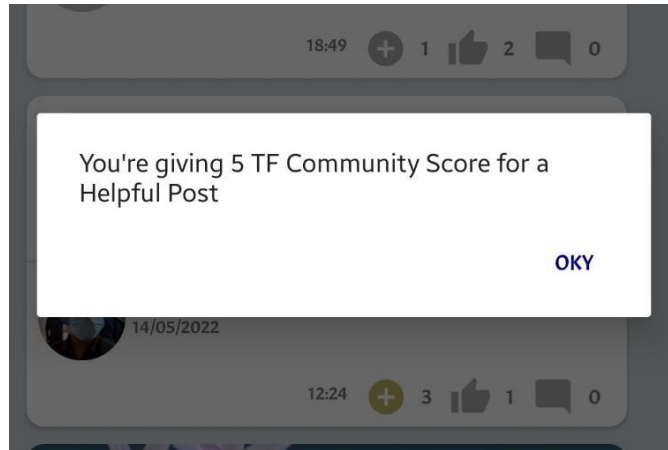 18:49 1 2 0
You're giving 5 TF Community Score for a
Helpful Post
OKY
14/05/2022
12:24 3 1 0